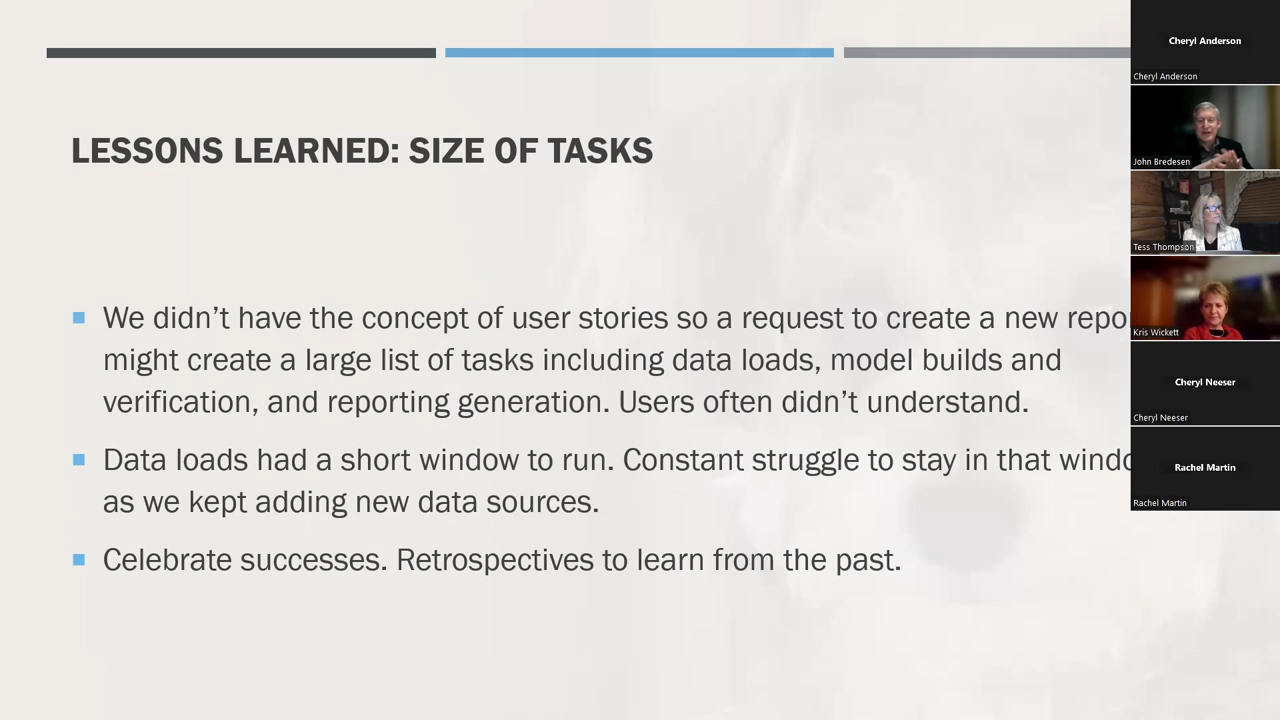 LESSONS LEARNED: SIZE OF TASKS
We didn’t have the concept of user stories so a request to create a new
might create a large list of tasks including data loads, model builds and
verification, and reporting generation. Users often didn’t understand.
Data loads had a short window to run. Constant struggle to stay in that
as we kept adding new data sources.
Celebrate successes. Retrospectives to learn from the past.
Cheryl Anderson
Cheryl Anderson
John Bredesen
Tess Thompson
Kris Wickett
Cheryl Neeser
Cheryl Neeser
Rachel Martin
Rachel Martin